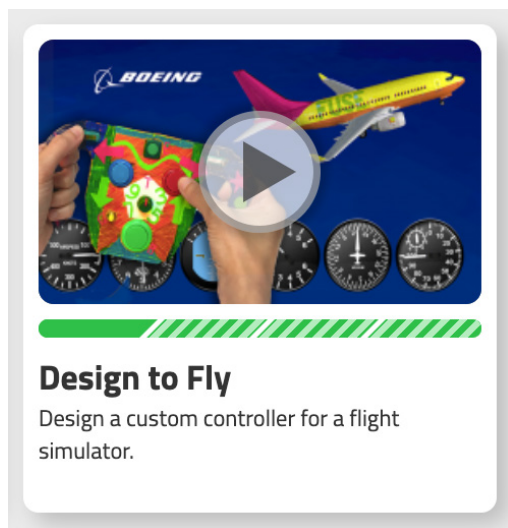 BOEING
FUSE
Design to Fly
Design a custom controller for a flight
simulator.